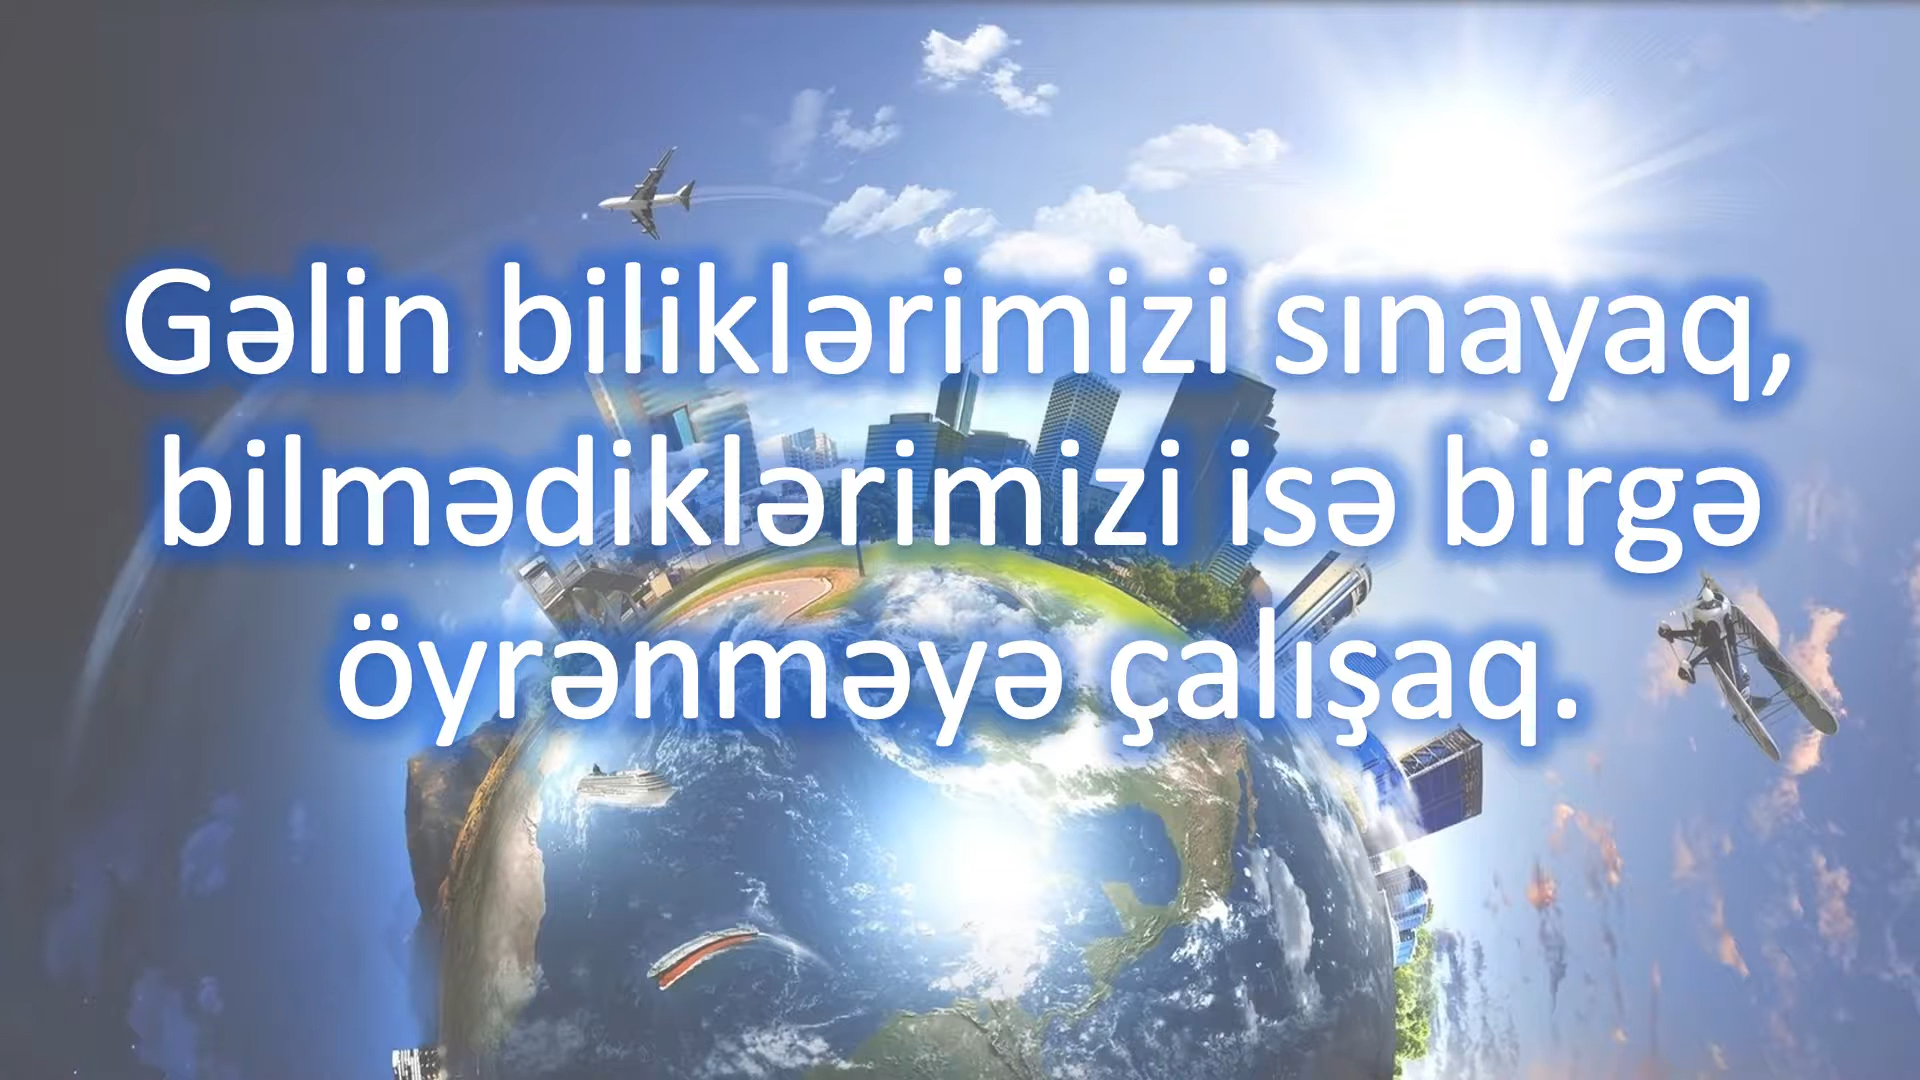 Gəlin biliklərimizi sınayaq,
bilmədiklərimizi isə birgə
öyrənməyə çalışaq.